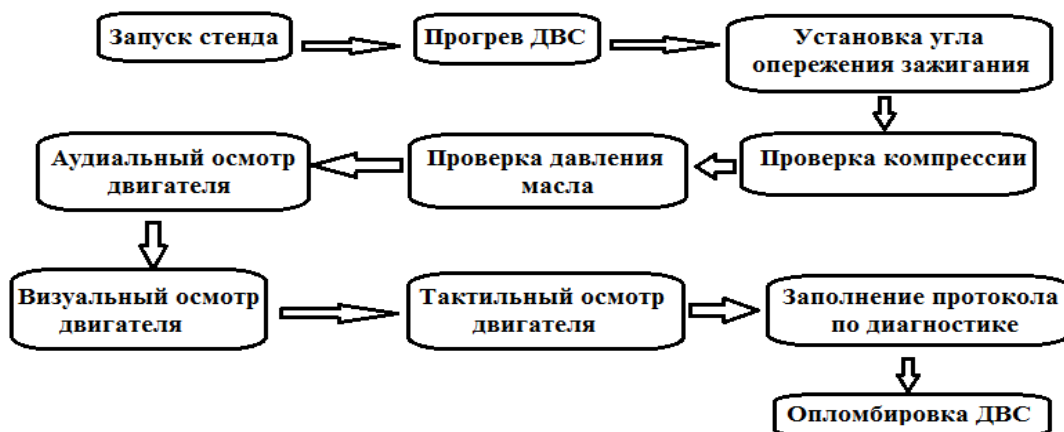 Запуск стенда
Прогрев ДВС
Установка угла
опережения зажигания
Проверка компрессии
Проверка давления
масла
Аудиальный осмотр
двигателя
Визуальный осмотр
двигателя
Тактильный осмотр
двигателя
Заполнение протокола
по диагностике
Опломбировка ДВС